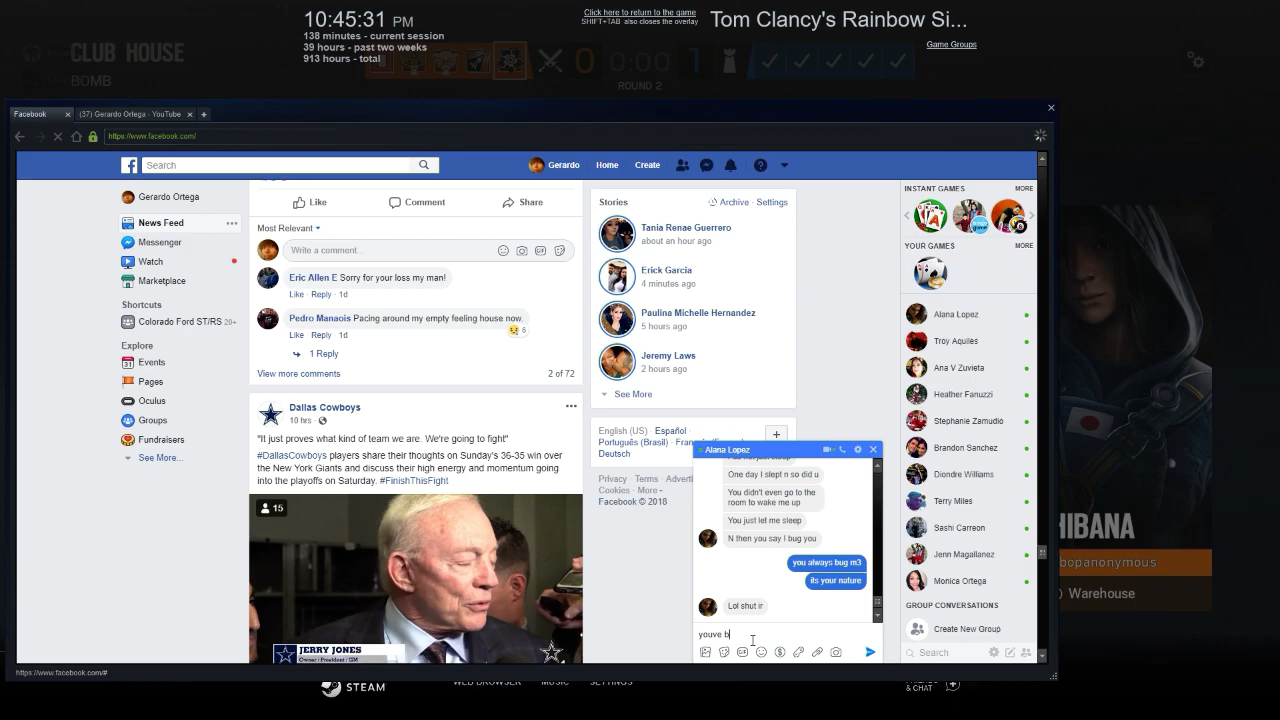 10:45:31 PM
138 minutes - current session
39 hours - past two weeks
913 hours - total
Click here to return to the game
SHIFT+TAB also closes the overlay
Tom Clancy's Rainbow Si...
Game Groups
CLUB HOUSE
BOMB
0 0:00 1
ROUND 2
Facebook
(37) Gerardo Ortega - YouTube
https://www.facebook.com/
Search
Gerardo
Home
Create
Gerardo Ortega
News Feed
Messenger
Watch
Marketplace
Shortcuts
Colorado Ford ST/RS 20+
Explore
Events
Pages
Oculus
Groups
Fundraisers
See More...
Like
Comment
Share
Most Relevant
Write a comment...
Eric Allen E Sorry for your loss my man!
Like · Reply · 1d
Pedro Manaois Pacing around my empty feeling house now.
6
Like · Reply · 1d
1 Reply
View more comments
2 of 72
Dallas Cowboys
10 hrs
"It just proves what kind of team we are. We're going to fight!"
#DallasCowboys players share their thoughts on Sunday's 36-35 win over
the New York Giants and discuss their high energy and momentum going
into the playoffs on Saturday. #FinishThisFight
15
JERRY JONES
Owner / President / GM
Stories
Archive · Settings
Tania Renae Guerrero
about an hour ago
Erick Garcia
4 minutes ago
Paulina Michelle Hernandez
5 hours ago
Jeremy Laws
2 hours ago
See More
English (US) · Español ·
Português (Brasil) ·
Deutsch
Privacy · Terms ·
Cookies · More
Facebook © 2018
Alana Lopez
One day I slept n so did u
You didn't even go to the
room to wake me up
You just let me sleep
N then you say I bug you
you always bug m3
its your nature
Lol shut ir
youve b
INSTANT GAMES
MORE
YOUR GAMES
MORE
Alana Lopez
Troy Aquiles
Ana V Zuvieta
Heather Fanuzzi
Stephanie Zamudio
Brandon Sanchez
Diondre Williams
Terry Miles
Sashi Carreon
Jenn Magallanez
Monica Ortega
GROUP CONVERSATIONS
Create New Group
Search
HIBANA
bopanonymous
Warehouse
https://www.facebook.com/#
STEAM
WEB BROWSER
MUSIC
SETTINGS
& CHAT